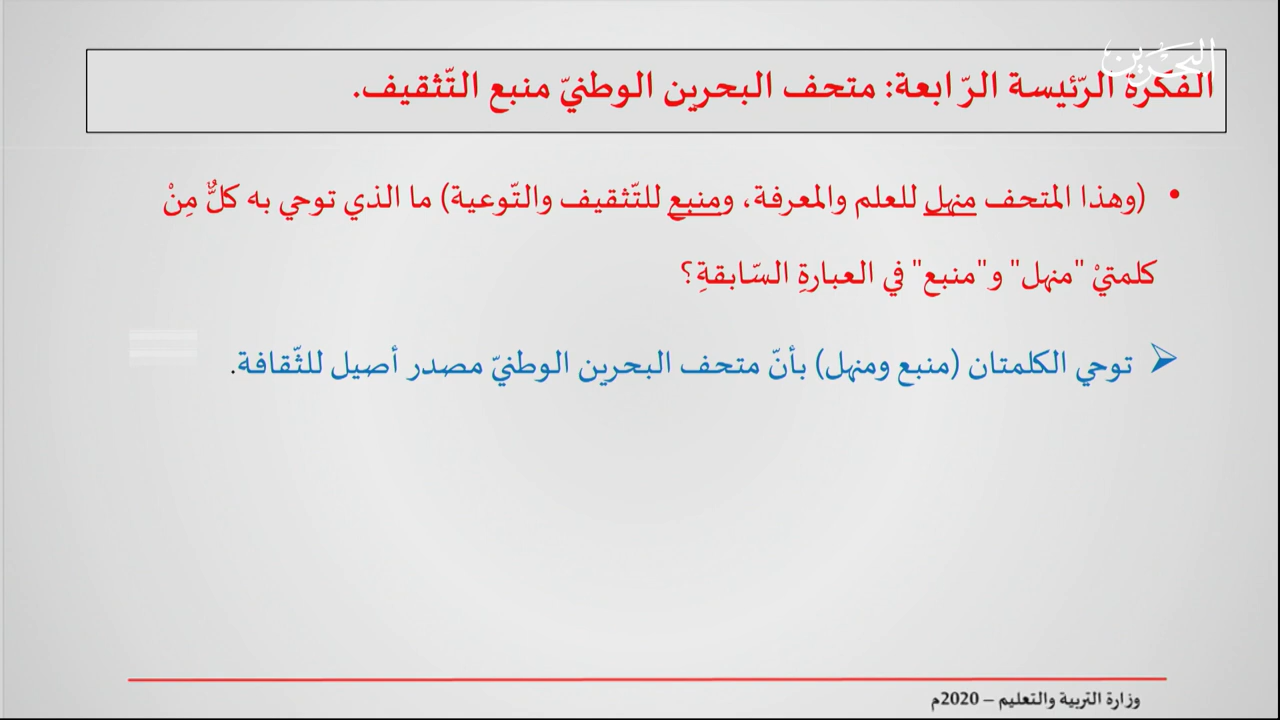 البحرين
الفكرة الرّئيسة الرّابعة: متحف البحرين الوطنيّ منبع التّثقيف.
• (وهذا المتحف منهل للعلم والمعرفة، ومنبع للتّثقيف والتّوعية) ما الذي توحي به كلٌّ مِنْ
كلمتيْ "منهل" و"منبع" في العبارةِ السّابقةِ؟
توحي الكلمتان (منبع ومنهل) بأنّ متحف البحرين الوطنيّ مصدر أصيل للثّقافة.
وزارة التربية والتعليم – 2020م